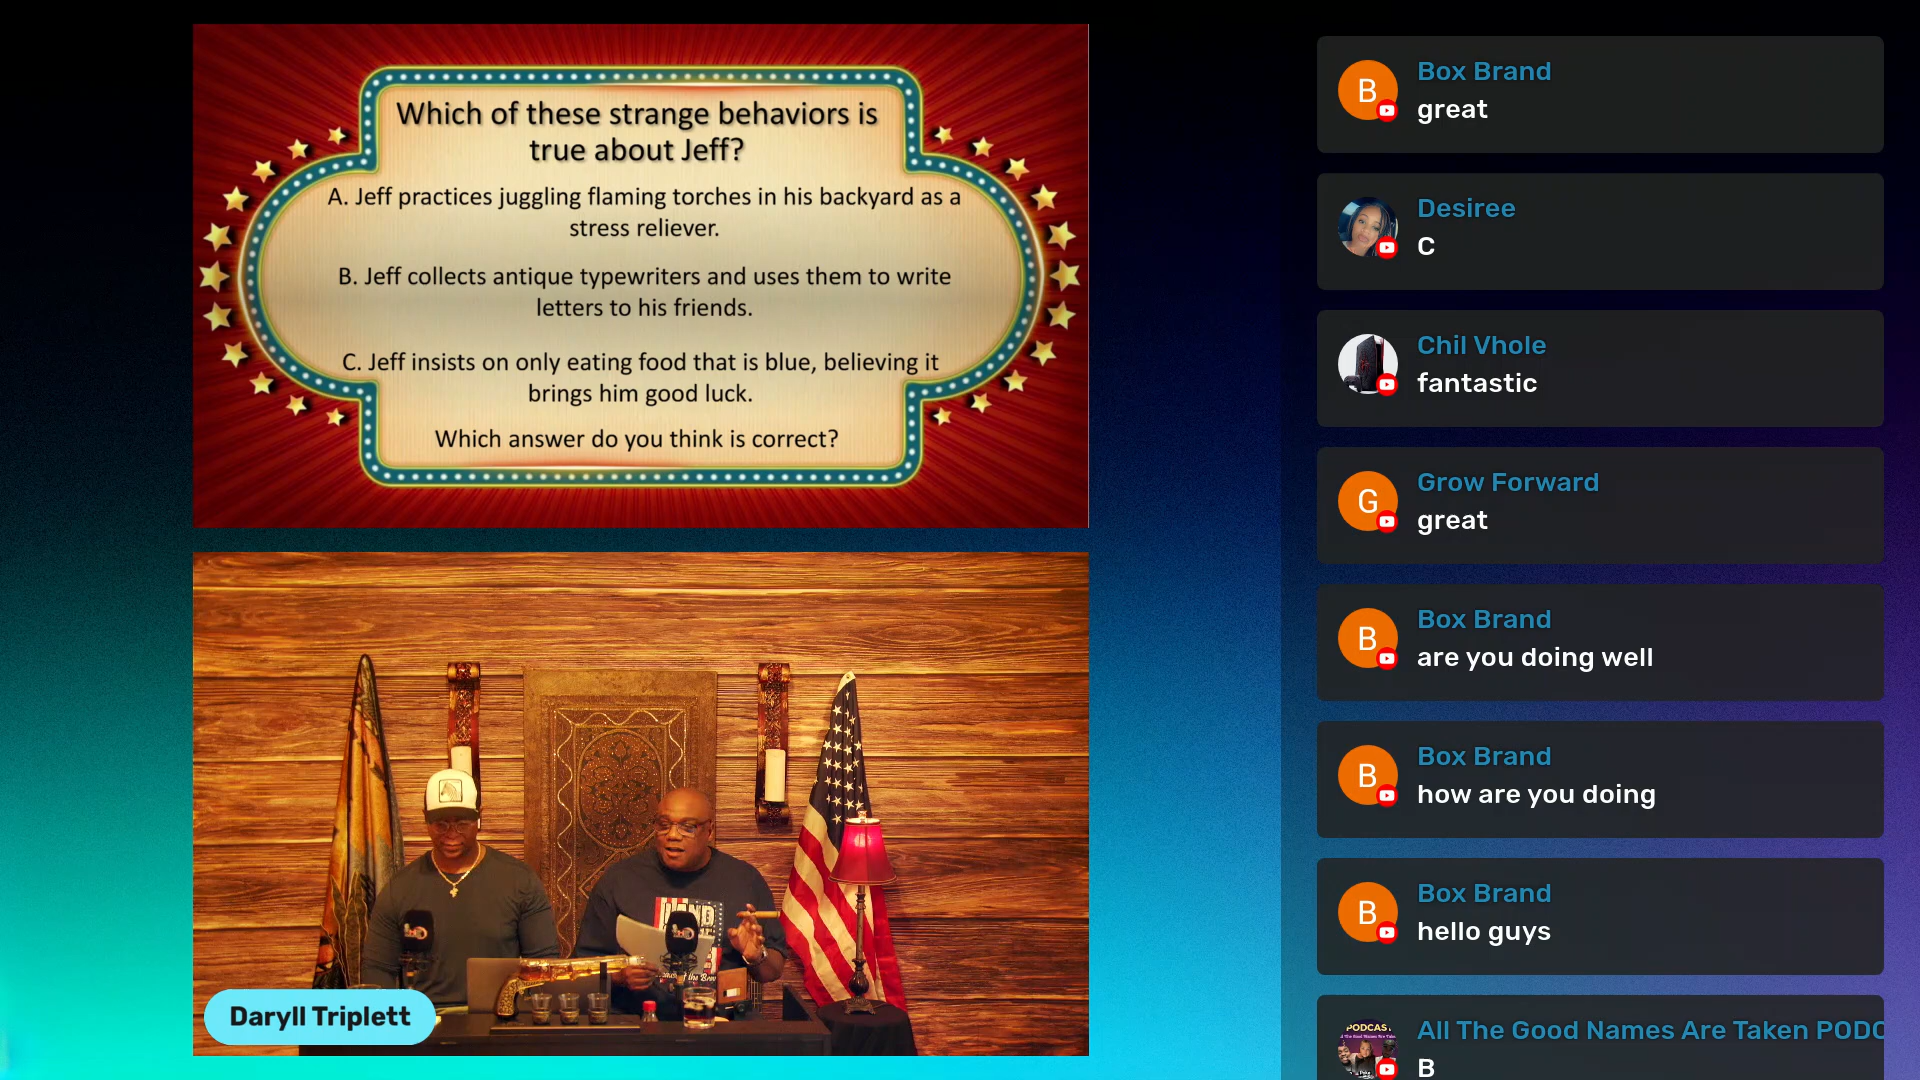 Which of these strange behaviors is
true about Jeff?
A. Jeff practices juggling flaming torches in his backyard as a
stress reliever.
B. Jeff collects antique typewriters and uses them to write
letters to his friends.
C. Jeff insists on only eating food that is blue, believing it
brings him good luck.
Which answer do you think is correct?
Daryll Triplett
B
Box Brand
great
Desiree
C
Chil Vhole
fantastic
G
Grow Forward
great
B
Box Brand
are you doing well
B
Box Brand
how are you doing
B
Box Brand
hello guys
PODCAST
All The Good Names Are Taken PODC
B